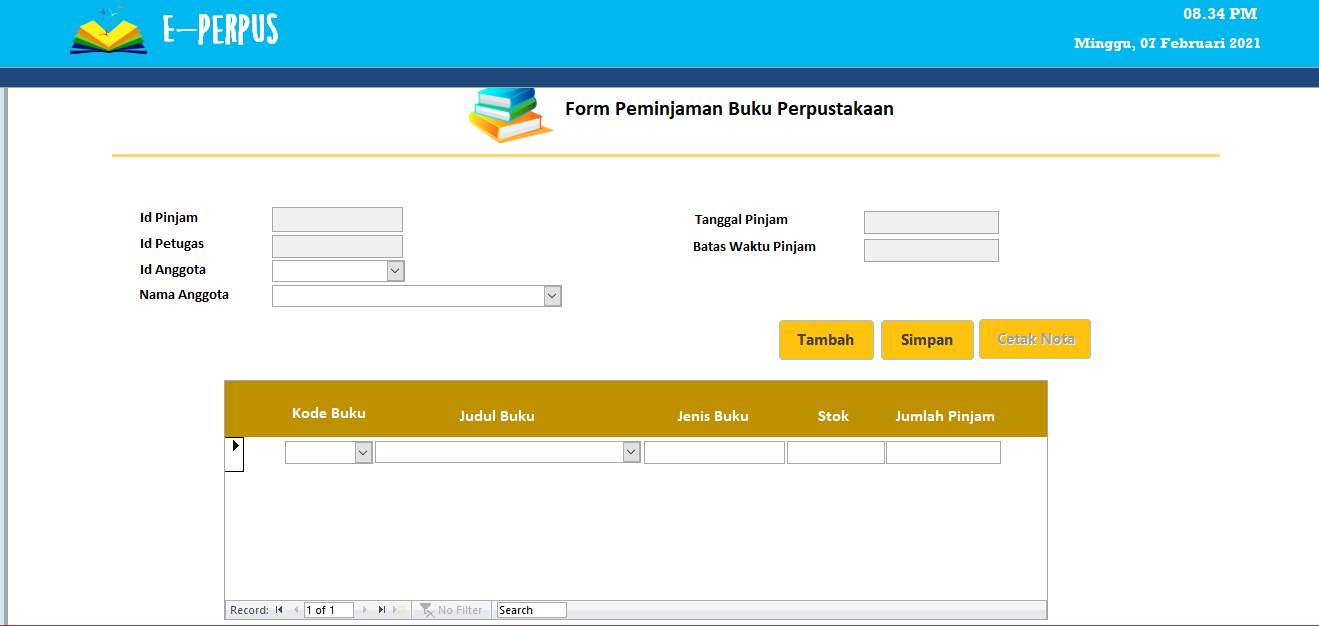 E-PERPUS
08.34 PM
Minggu, 07 Februari 2021
Form Peminjaman Buku Perpustakaan
Id Pinjam
Tanggal Pinjam
Id Petugas
Batas Waktu Pinjam
Id Anggota
Nama Anggota
Tambah Simpan Cetak Nota
Kode Buku Judul Buku Jenis Buku Stok Jumlah Pinjam
Record: 1 of 1 No Filter Search